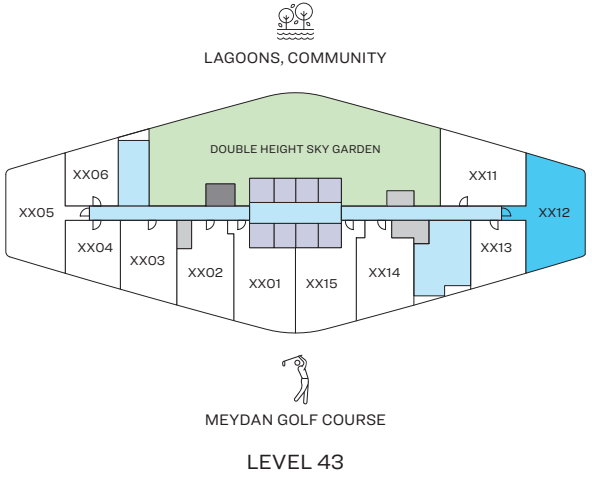 LAGOONS, COMMUNITY
DOUBLE HEIGHT SKY GARDEN
XX06
XX11
XX05
XX12
XX04
XX03
XX02
XX01
XX15
XX14
XX13
MEYDAN GOLF COURSE
LEVEL 43